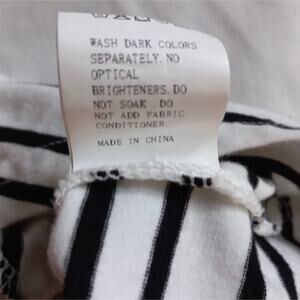 WASH DARK COLORS
SEPARATELY. NO
OPTICAL
BRIGHTENERS. DO
NOT SOAK. DO
NOT ADD FABRIC
CONDITIONER.
MADE IN CHINA